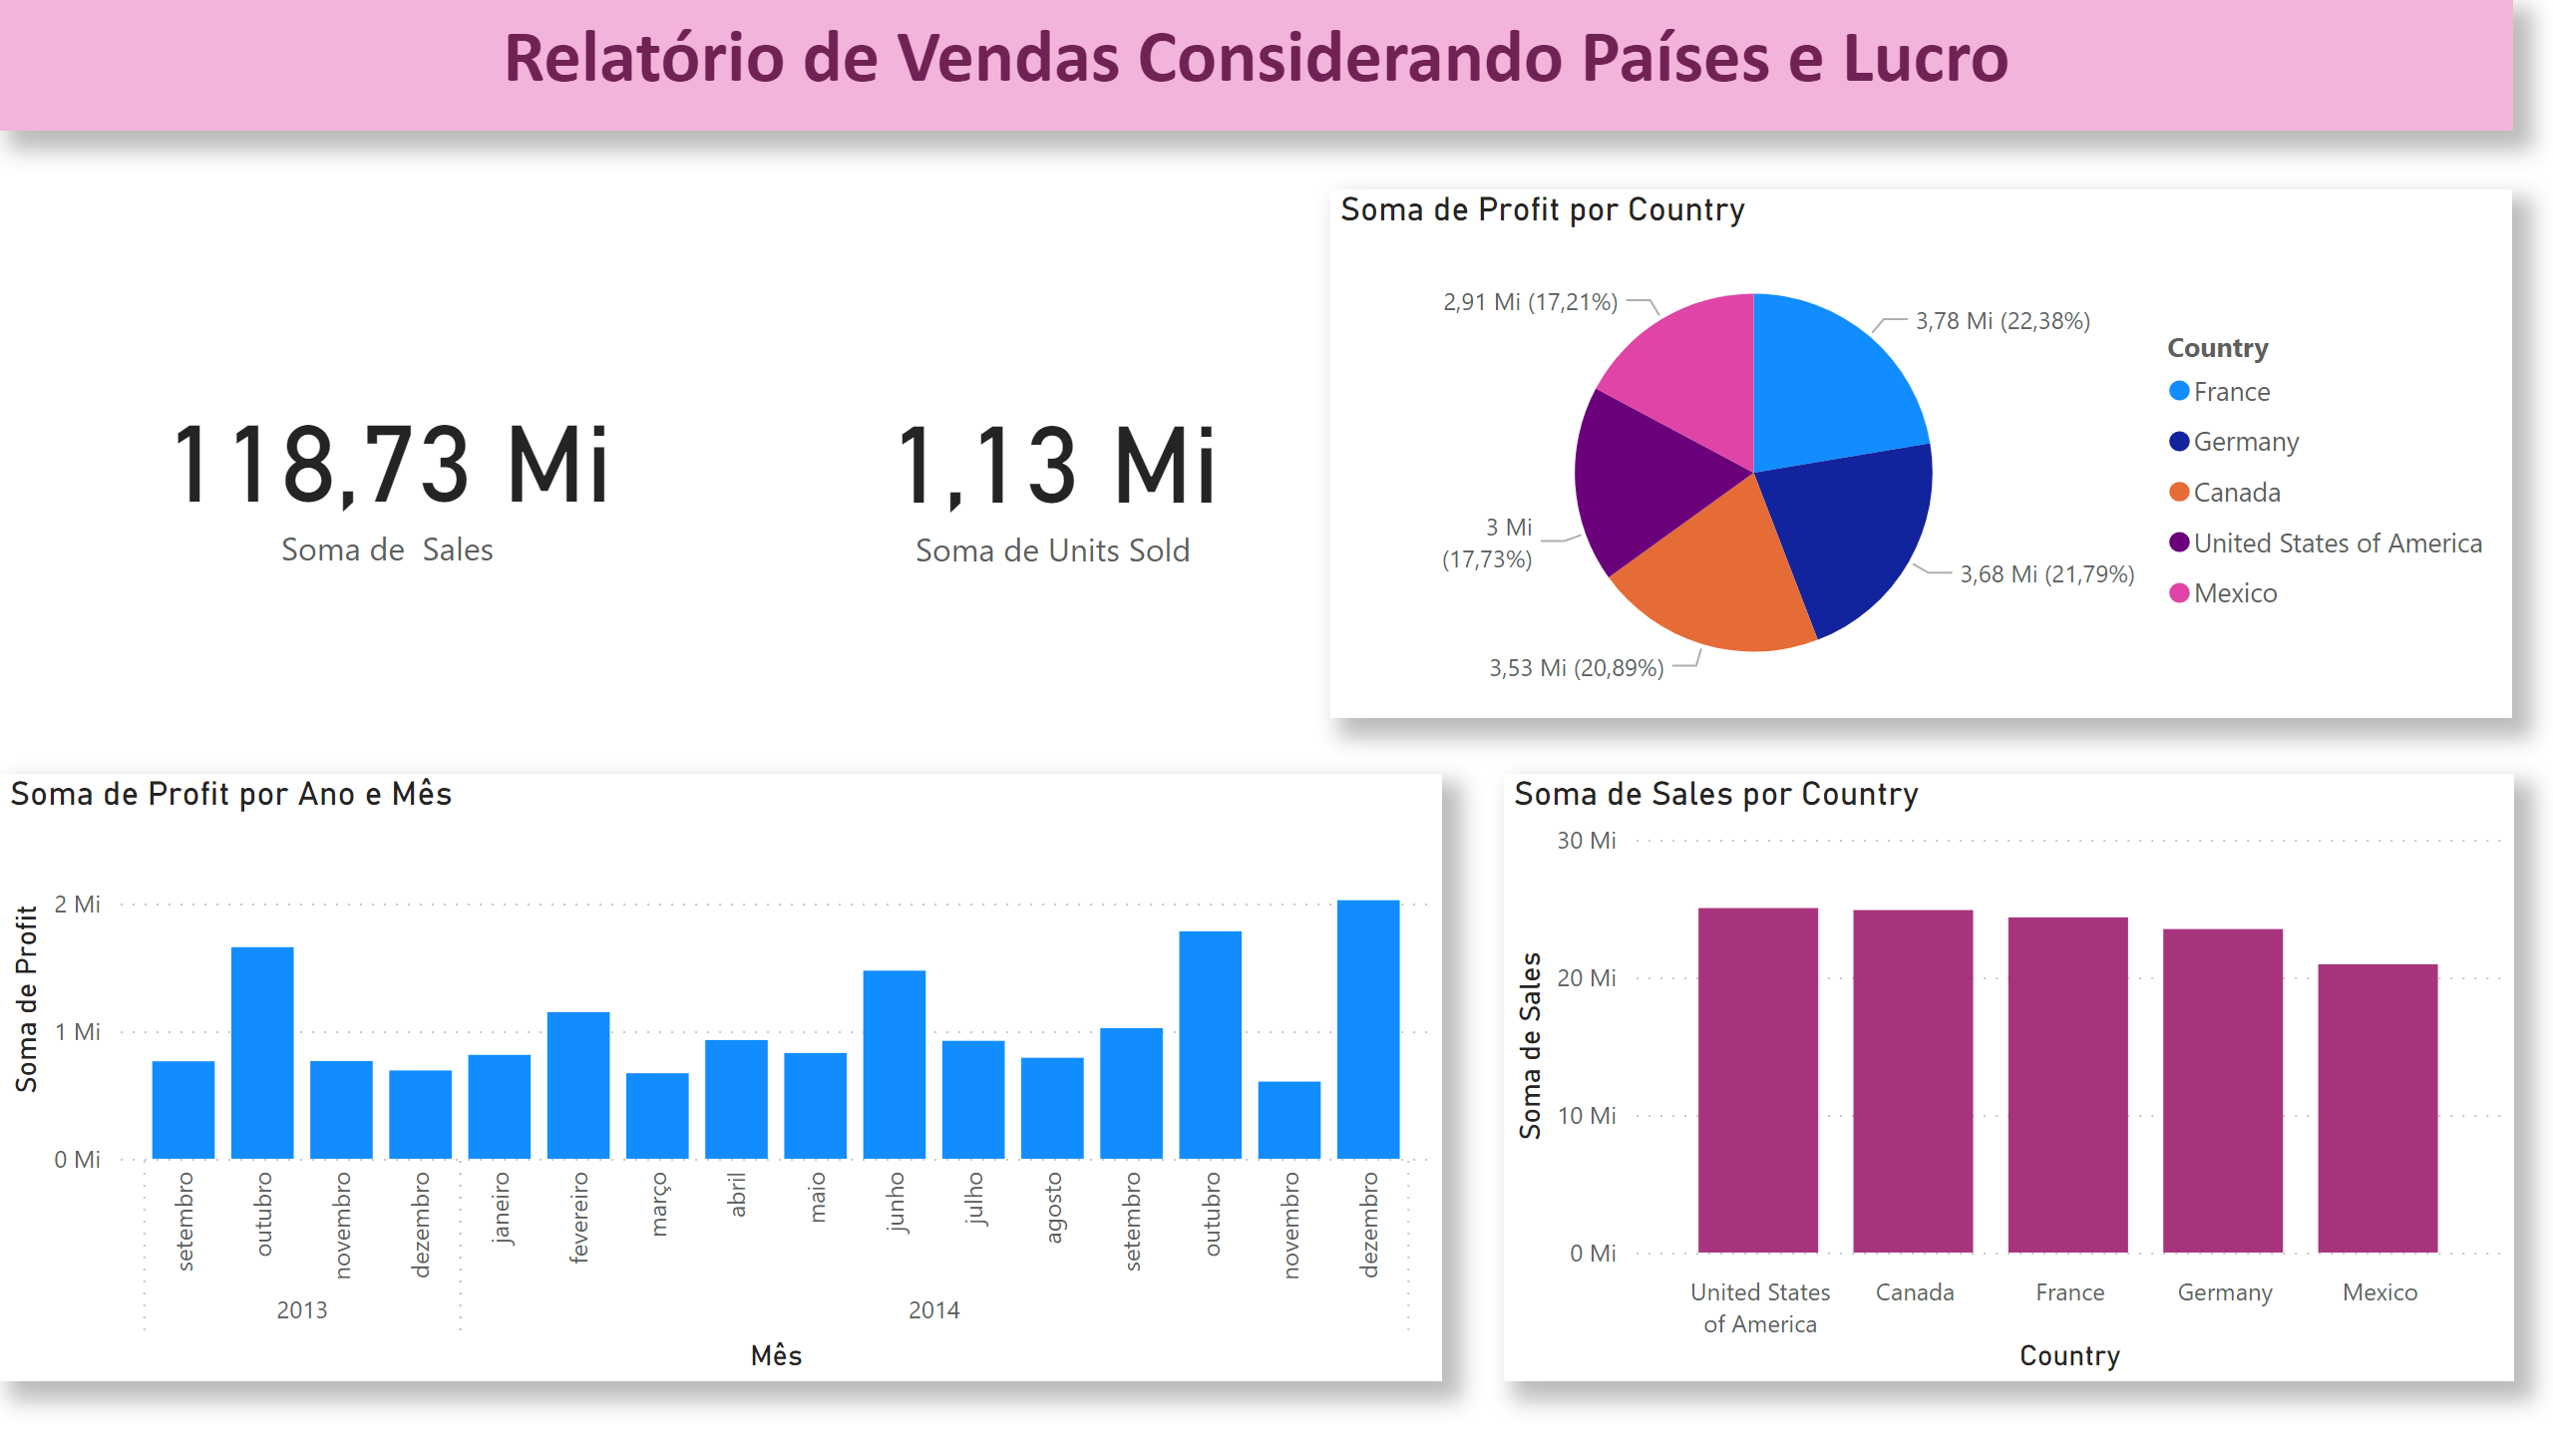 Relatório de Vendas Considerando Países e Lucro
118,73 Mi
Soma de  Sales
1,13 Mi
Soma de Units Sold
Soma de Profit por Country
2,91 Mi (17,21%)
3,78 Mi (22,38%)
3 Mi
(17,73%)
3,68 Mi (21,79%)
3,53 Mi (20,89%)
Country
France
Germany
Canada
United States of America
Mexico
Soma de Profit por Ano e Mês
Soma de Profit
2 Mi
1 Mi
0 Mi
setembro
outubro
novembro
dezembro
janeiro
fevereiro
março
abril
maio
junho
julho
agosto
setembro
outubro
novembro
dezembro
2013
2014
Mês
Soma de Sales por Country
Soma de Sales
30 Mi
20 Mi
10 Mi
0 Mi
United States
of America
Canada
France
Germany
Mexico
Country